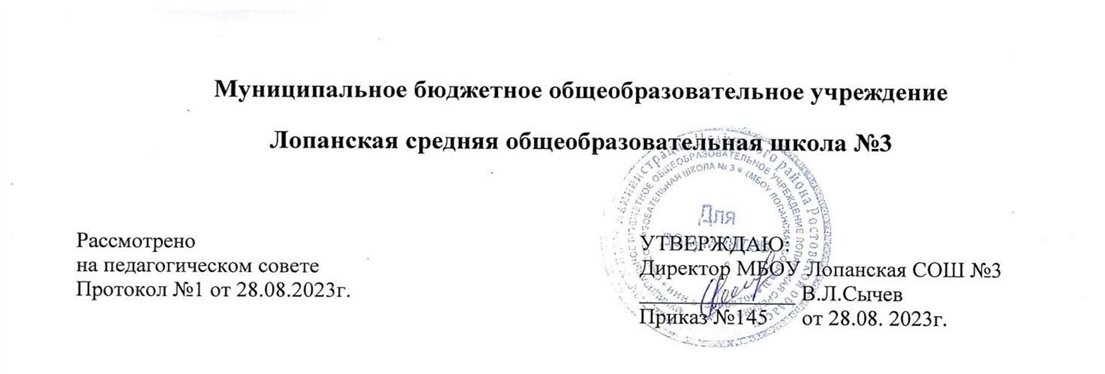 Муниципальное бюджетное общеобразовательное учреждение
Лопанская средняя общеобразовательная школа №3
Рассмотрено
на педагогическом совете
Протокол №1 от 28.08.2023г.
УТВЕРЖДАЮ:
Директор МБОУ Лопанская СОШ №3
В.Л.Сычев
Приказ №145 от 28.08. 2023г.
Для